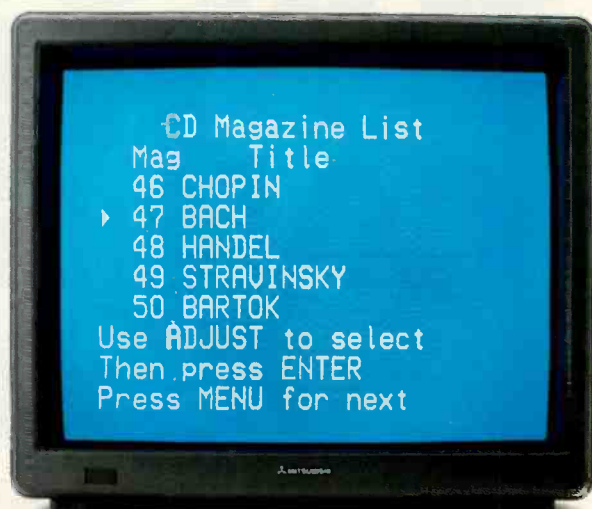 CD Magazine List
Mag Title
46 CHOPIN
47 BACH
48 HANDEL
49 STRAVINSKY
50 BARTOK
Use ADJUST to select
Then press ENTER
Press MENU for next
MITSUBISHI